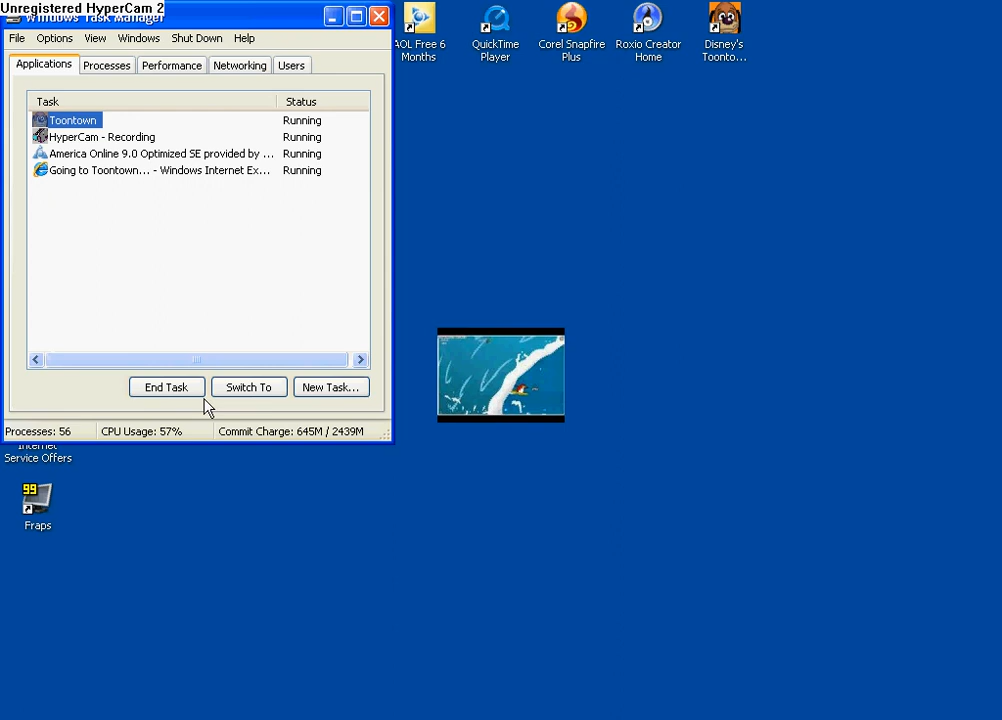 Unregistered HyperCam 2
Windows Task Manager
File Options View Windows Shut Down Help
Applications Processes Performance Networking Users
Task Status
Toontown Running
HyperCam - Recording Running
America Online 9.0 Optimized SE provided by ... Running
Going to Toontown... - Windows Internet Ex... Running
End Task Switch To New Task...
Processes: 56 CPU Usage: 57% Commit Charge: 645M / 2439M
AOL Free 6
Months
QuickTime
Player
Corel Snapfire
Plus
Roxio Creator
Home
Disney's
Toonto...
Internet
Service Offers
99
Fraps